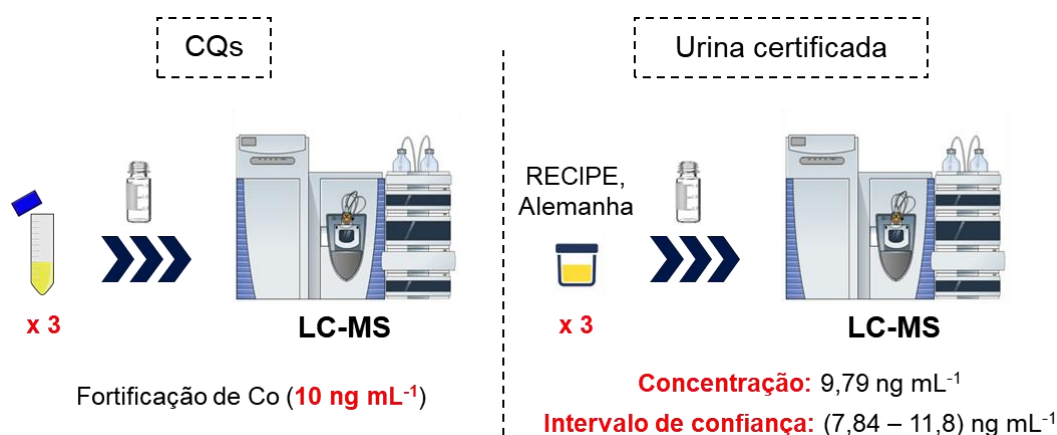 CQs
x 3
LC-MS
Fortificação de Co (10 ng mL⁻¹)
Urina certificada
RECIPE,
Alemanha
x 3
LC-MS
Concentração: 9,79 ng mL⁻¹
Intervalo de confiança: (7,84 – 11,8) ng mL⁻¹